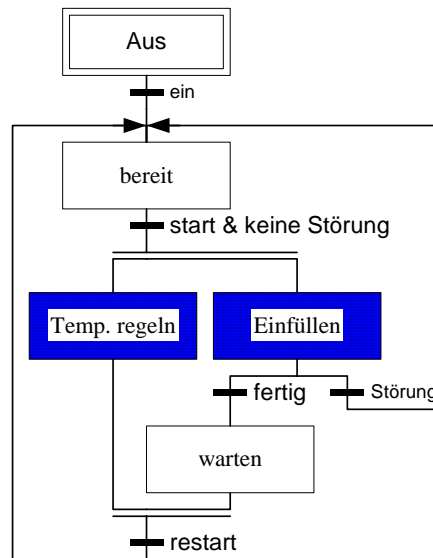 Aus
ein
bereit
start & keine Störung
Temp. regeln
Einfüllen
fertig
Störung
warten
restart